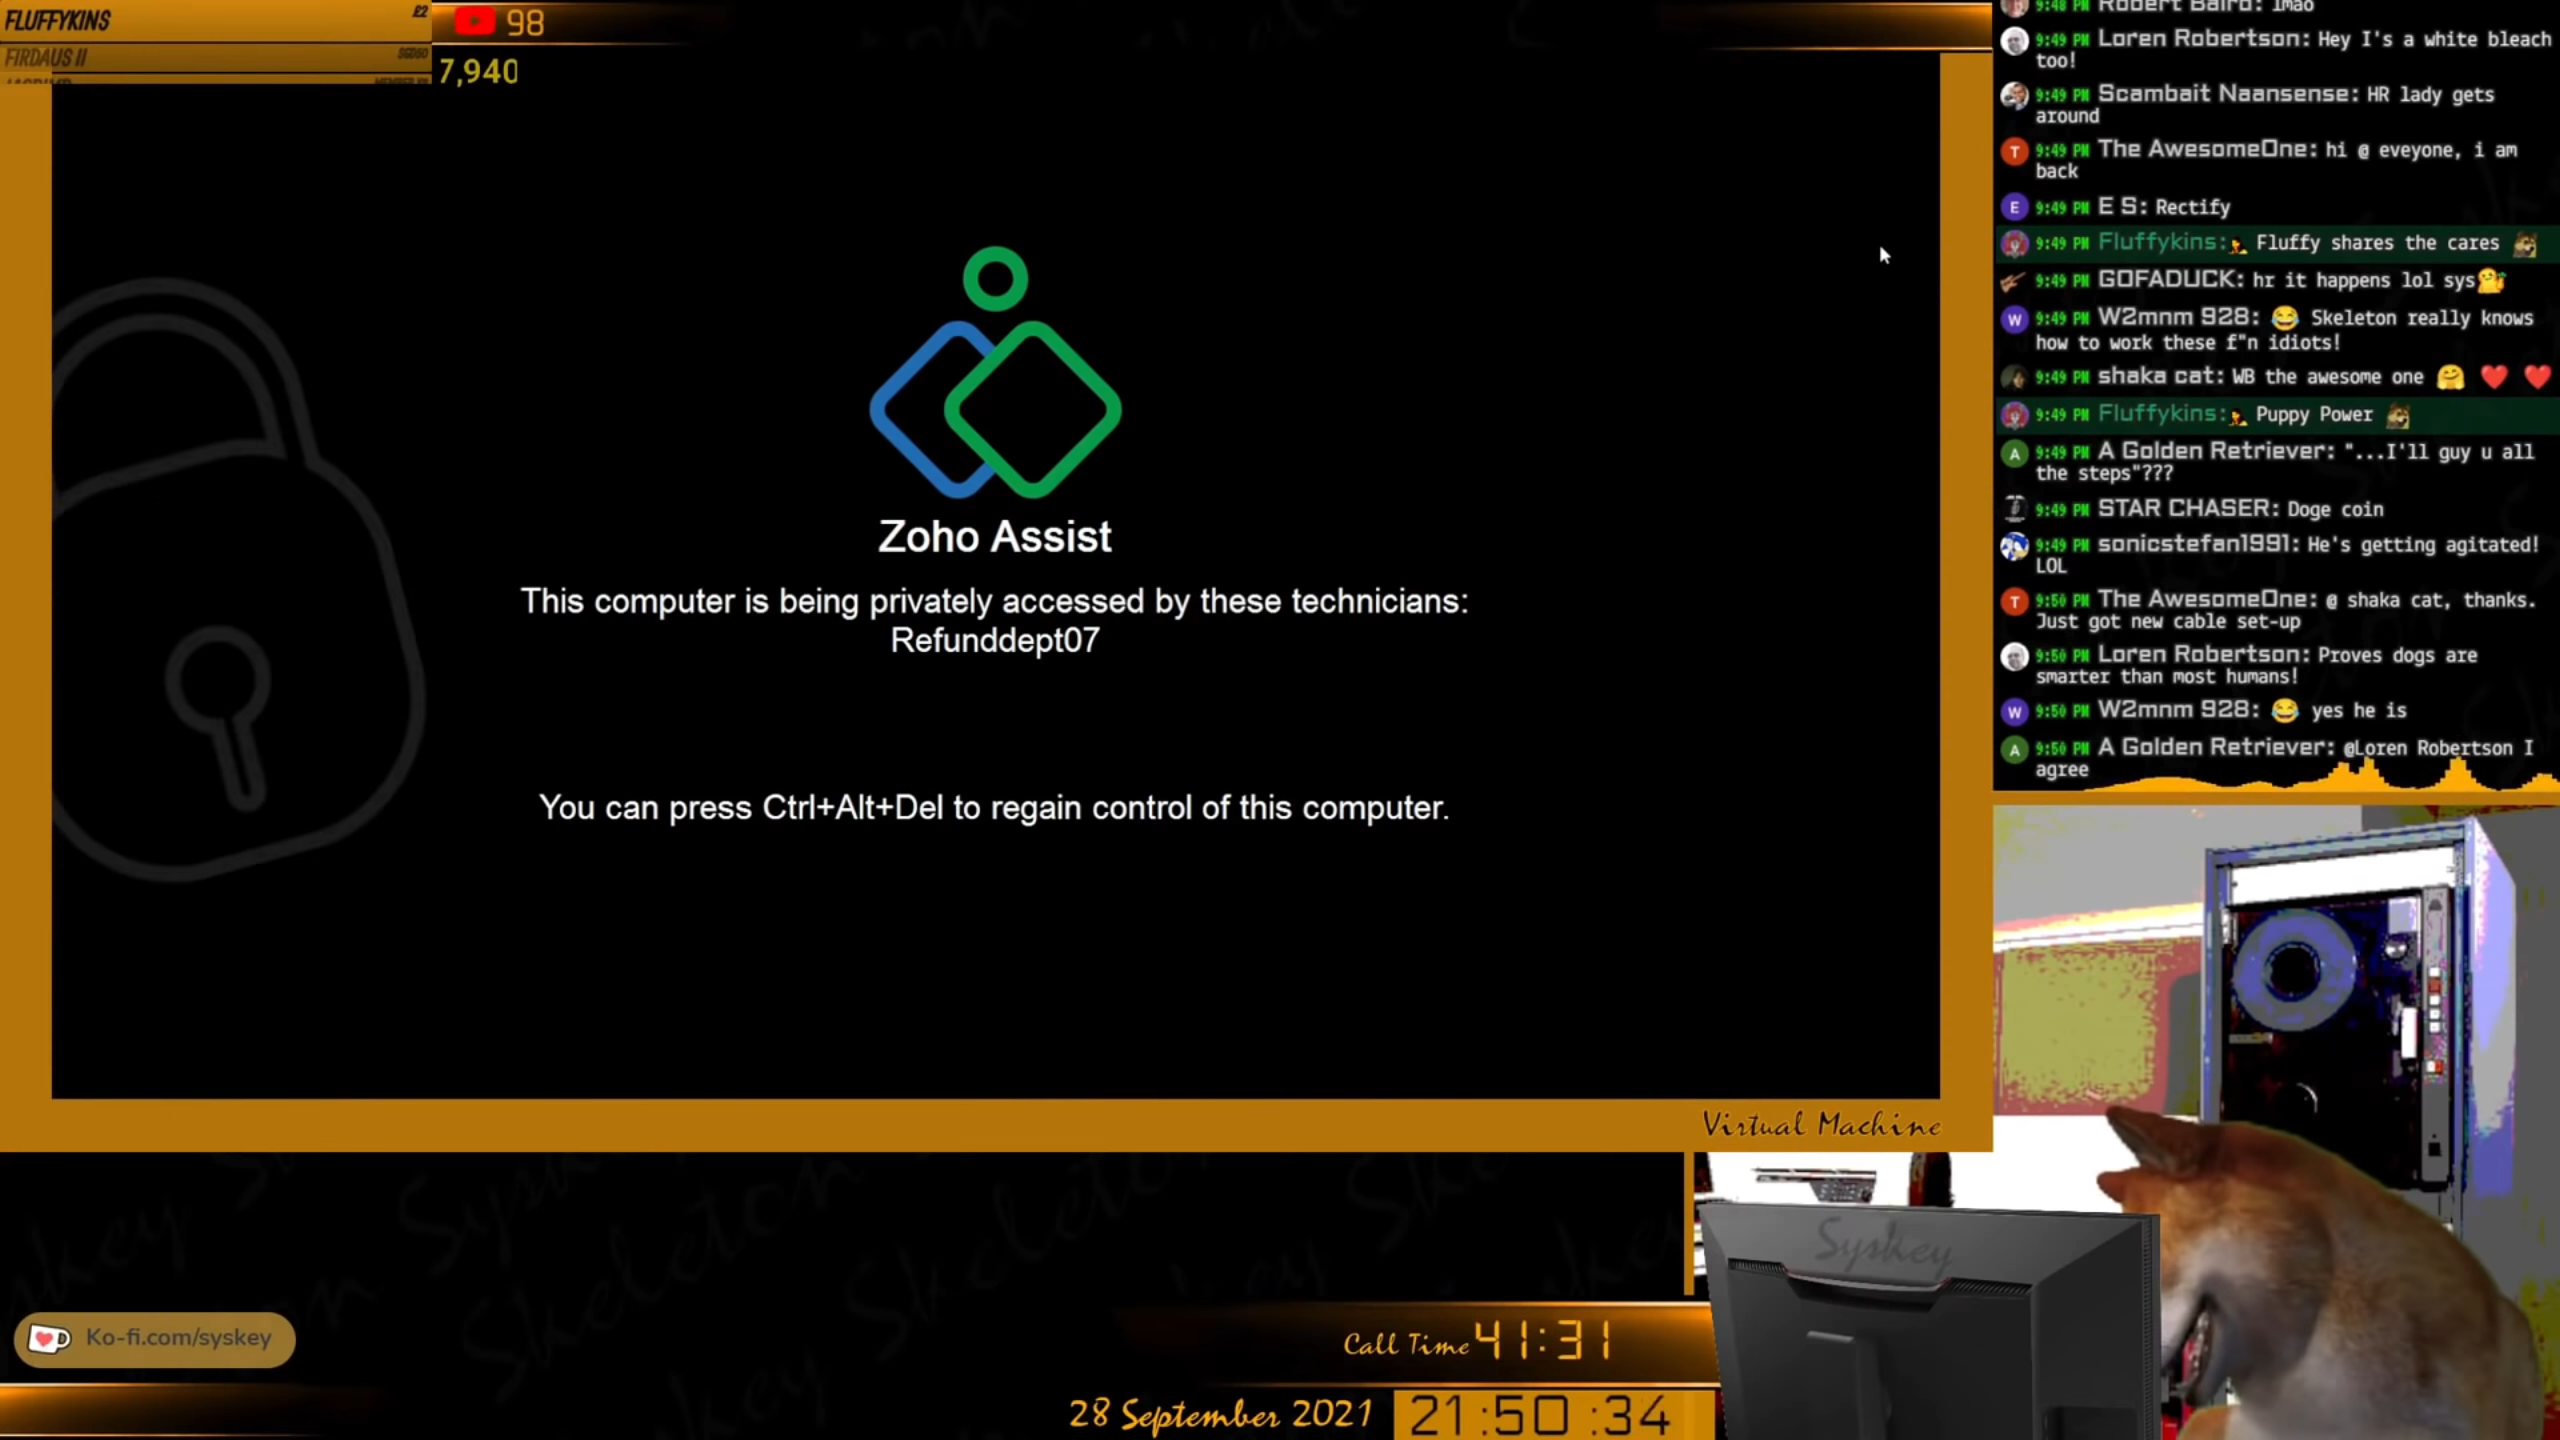 FLUFFYKINS £2
FIRDAUS II SGD50
98
7,940
Zoho Assist
This computer is being privately accessed by these technicians:
Refunddept07
You can press Ctrl+Alt+Del to regain control of this computer.
Virtual Machine
9:48 PM Robert Baird: lmao
9:49 PM Loren Robertson: Hey I's a white bleach
too!
9:49 PM Scambait Naansense: HR lady gets
around
T 9:49 PM The AwesomeOne: hi @ eveyone, i am
back
E 9:49 PM E S: Rectify
9:49 PM Fluffykins: Fluffy shares the cares
9:49 PM GOFADUCK: hr it happens lol sys
W 9:49 PM W2mnm 928: 😂 Skeleton really knows
how to work these f"n idiots!
9:49 PM shaka cat: WB the awesome one 🤗 ❤️ ❤️
9:49 PM Fluffykins: Puppy Power
A 9:49 PM A Golden Retriever: "...I'll guy u all
the steps"???
9:49 PM STAR CHASER: Doge coin
9:49 PM sonicstefan1991: He's getting agitated!
LOL
T 9:50 PM The AwesomeOne: @ shaka cat, thanks.
Just got new cable set-up
9:50 PM Loren Robertson: Proves dogs are
smarter than most humans!
W 9:50 PM W2mnm 928: 😂 yes he is
A 9:50 PM A Golden Retriever: @Loren Robertson I
agree
Syskey
Ko-fi.com/syskey
Call Time 41:31
28 September 2021 21:50:34